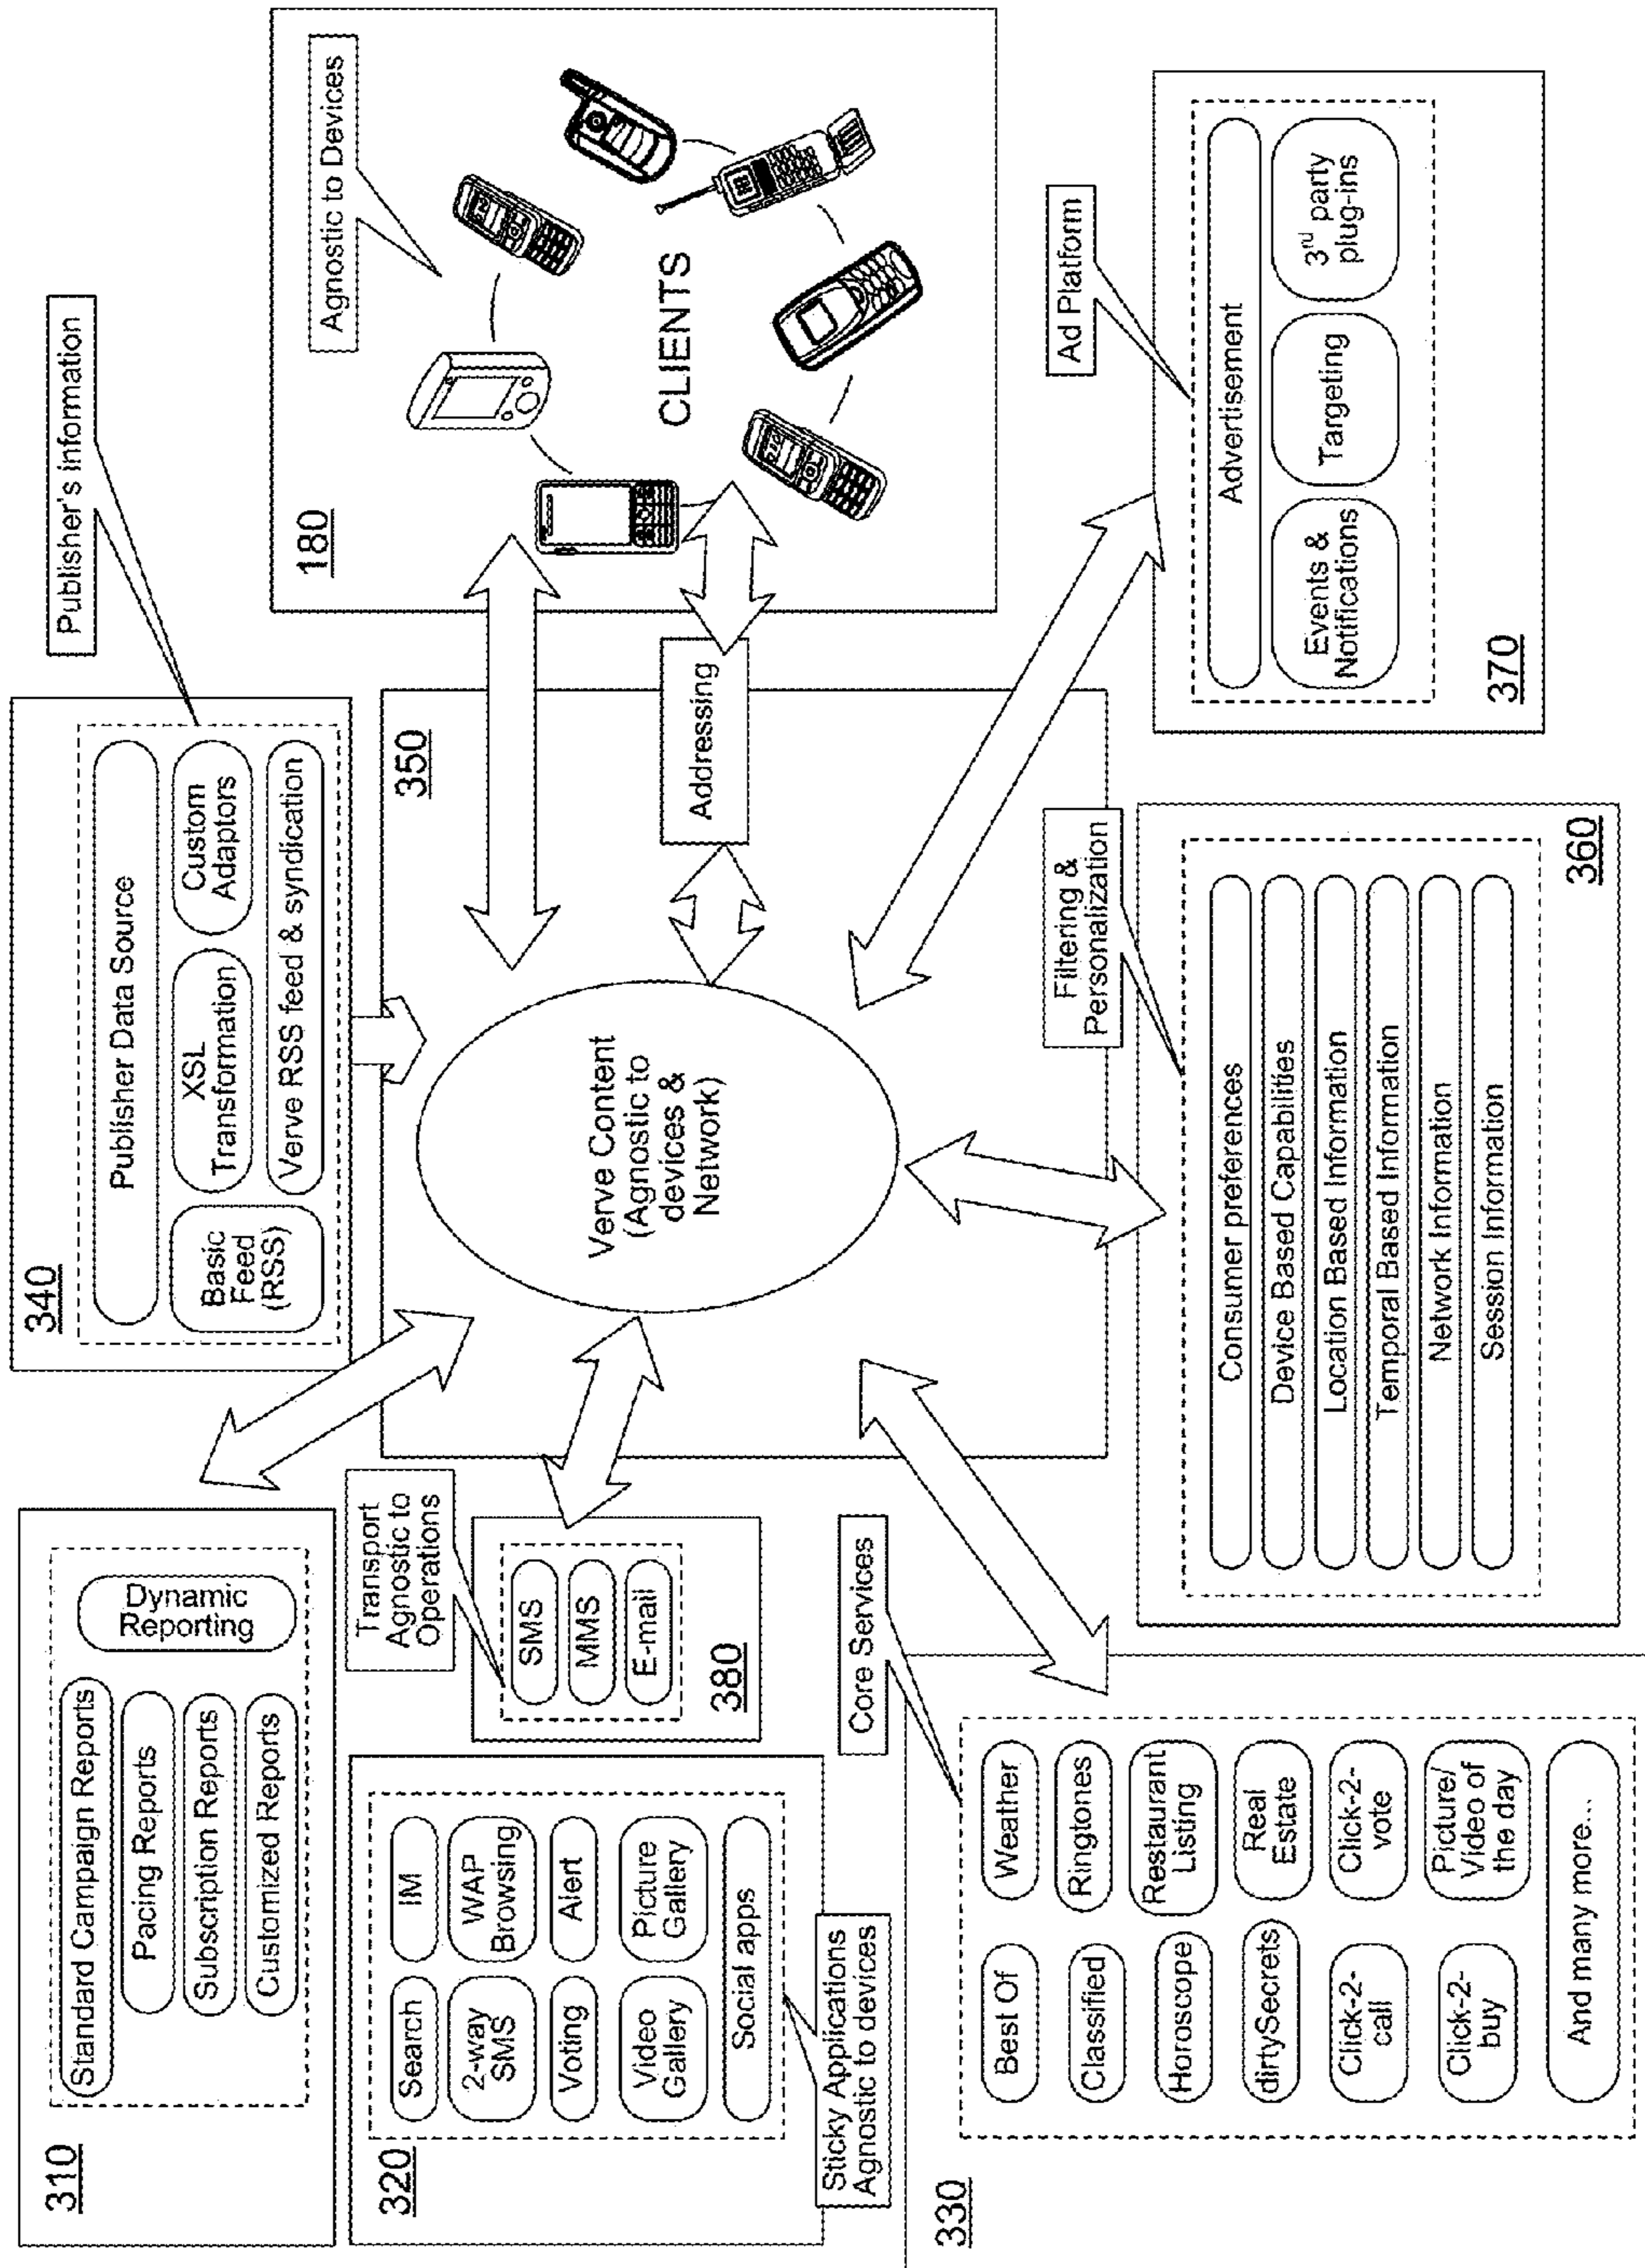 310
Standard Campaign Reports
Pacing Reports
Subscription Reports
Customized Reports
Dynamic
Reporting
340
Publisher Data Source
Basic
Feed
(RSS)
XSL
Transformation
Custom
Adaptors
Verve RSS feed & syndication
Publisher's information
320
Search
IM
2-way
SMS
WAP
Browsing
Voting
Alert
Video
Gallery
Picture
Gallery
Social apps
Sticky Applications
Agnostic to devices
Transport
Agnostic to
Operations
SMS
MMS
E-mail
380
350
Verve Content
(Agnostic to
devices &
Network)
Addressing
180
Agnostic to Devices
CLIENTS
330
Core Services
Best Of
Weather
Classified
Ringtones
Horoscope
Restaurant
Listing
dirtySecrets
Real
Estate
Click-2-
call
Click-2-
vote
Click-2-
buy
Picture/
Video of
the day
And many more...
Filtering &
Personalization
Consumer preferences
Device Based Capabilities
Location Based Information
Temporal Based Information
Network Information
Session Information
360
Ad Platform
Advertisement
Events &
Notifications
Targeting
3rd party
plug-ins
370